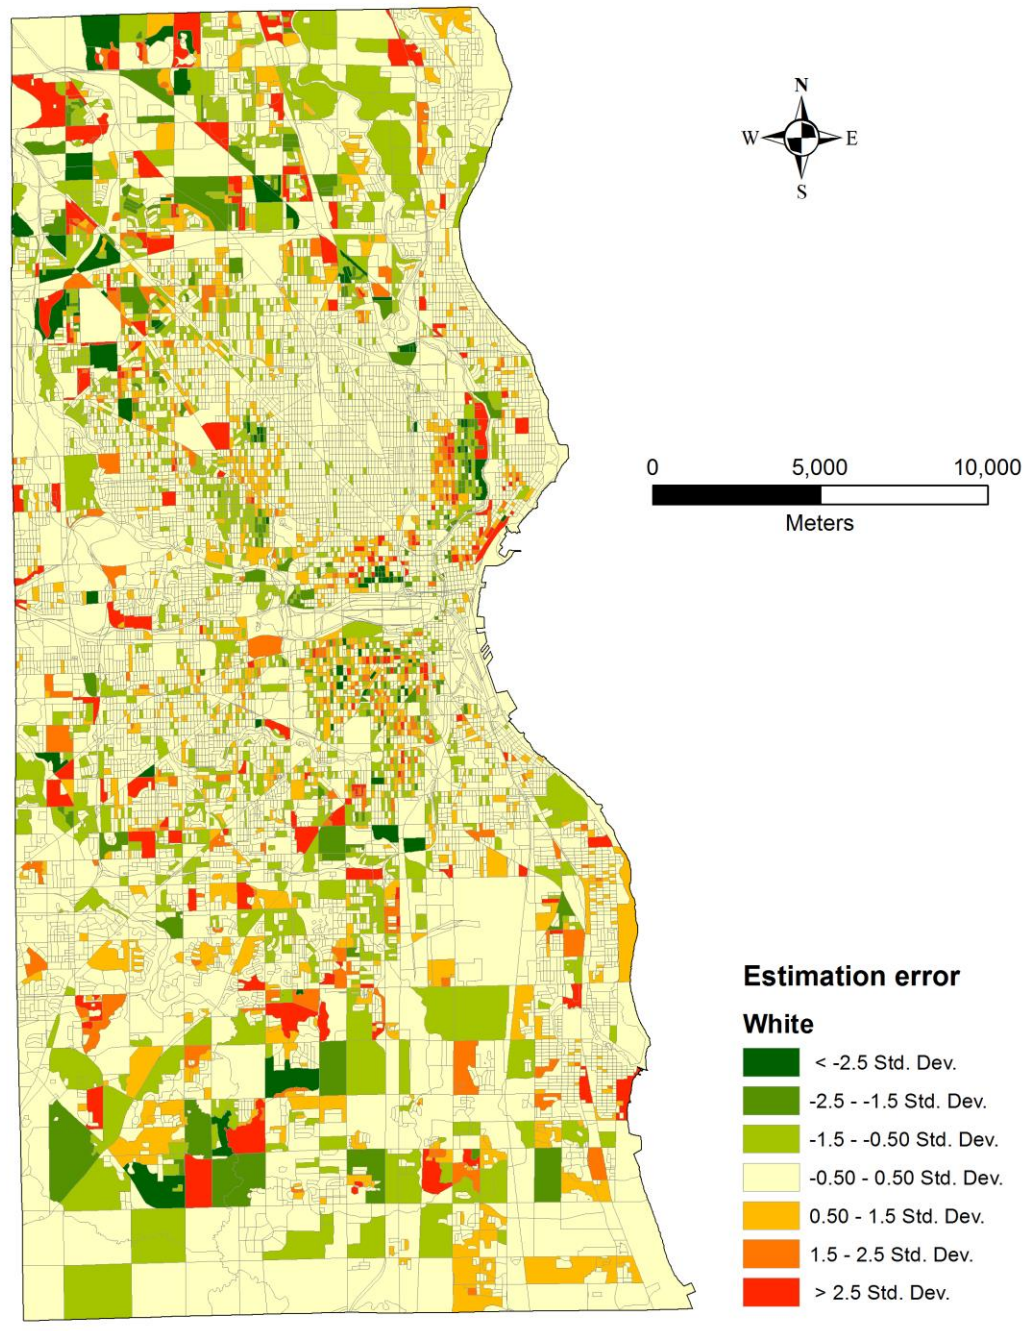 N
W E
S
0 5,000 10,000
Meters
Estimation error
White
< -2.5 Std. Dev.
-2.5 - -1.5 Std. Dev.
-1.5 - -0.50 Std. Dev.
-0.50 - 0.50 Std. Dev.
0.50 - 1.5 Std. Dev.
1.5 - 2.5 Std. Dev.
> 2.5 Std. Dev.